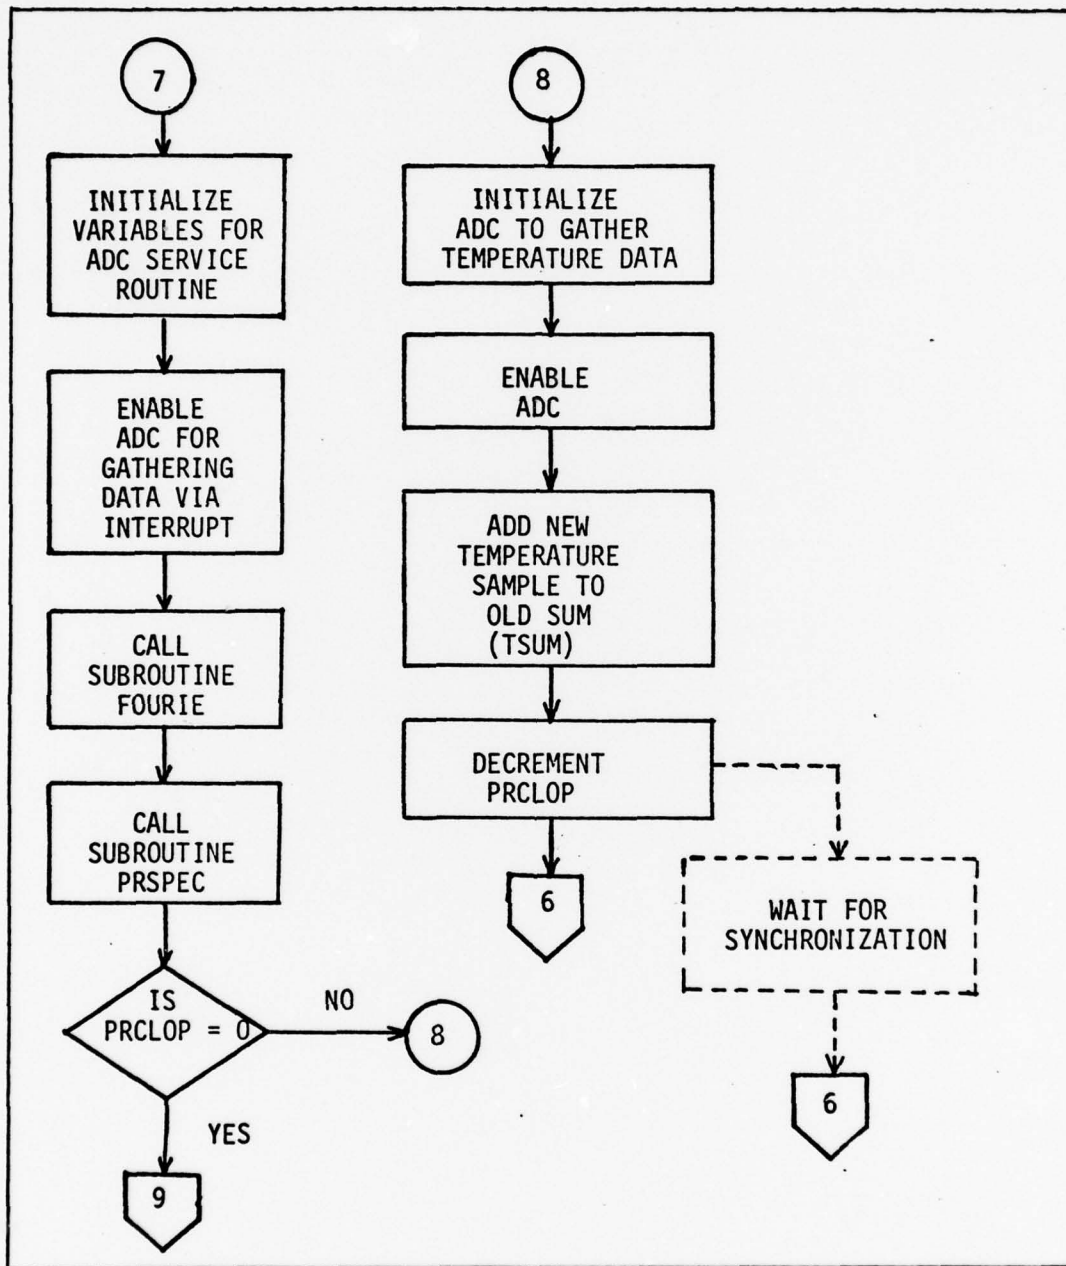 7
INITIALIZE
VARIABLES FOR
ADC SERVICE
ROUTINE
ENABLE
ADC FOR
GATHERING
DATA VIA
INTERRUPT
CALL
SUBROUTINE
FOURIE
CALL
SUBROUTINE
PRSPEC
IS
PRCLOP = 0
NO
8
YES
9
8
INITIALIZE
ADC TO GATHER
TEMPERATURE DATA
ENABLE
ADC
ADD NEW
TEMPERATURE
SAMPLE TO
OLD SUM
(TSUM)
DECREMENT
PRCLOP
6
WAIT FOR
SYNCHRONIZATION
6